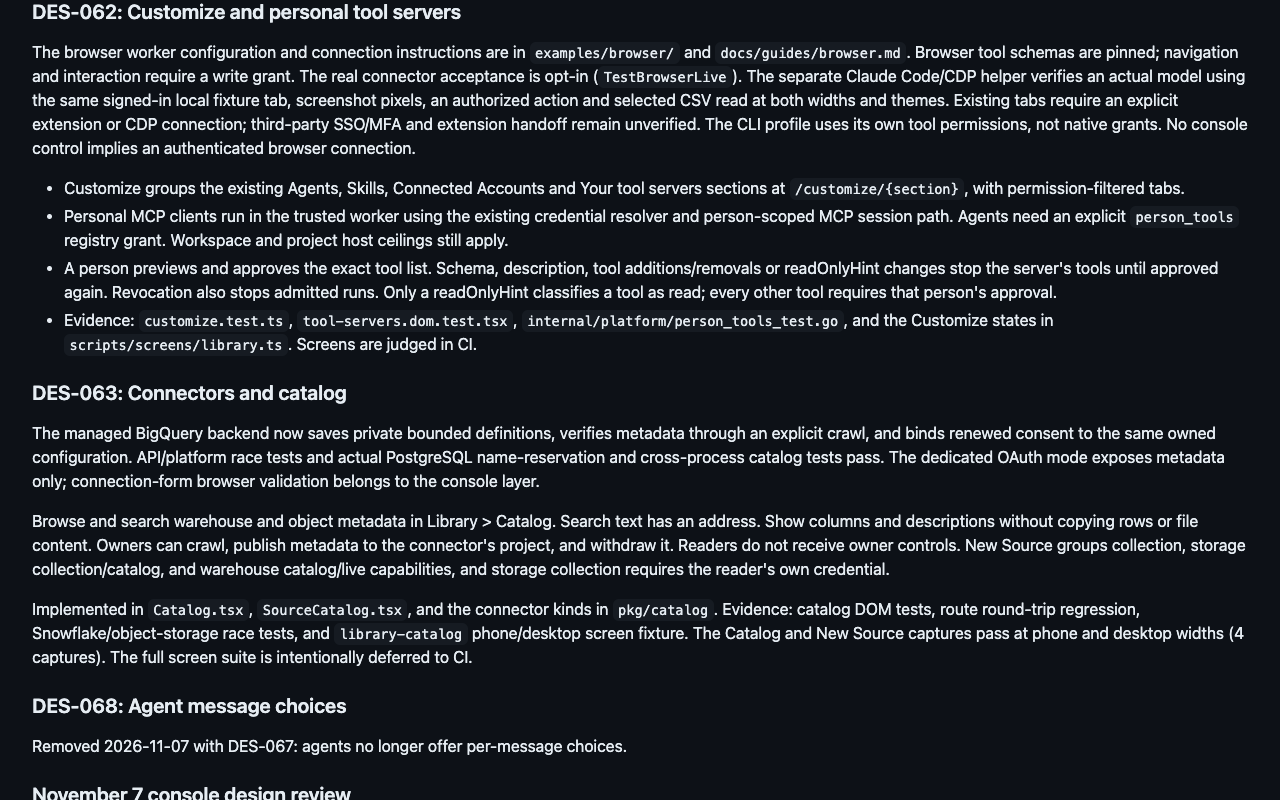 DES-062: Customize and personal tool servers
The browser worker configuration and connection instructions are in examples/browser/ and docs/guides/browser.md. Browser tool schemas are pinned; navigation
and interaction require a write grant. The real connector acceptance is opt-in ( TestBrowserLive ). The separate Claude Code/CDP helper verifies an actual model using
the same signed-in local fixture tab, screenshot pixels, an authorized action and selected CSV read at both widths and themes. Existing tabs require an explicit
extension or CDP connection; third-party SSO/MFA and extension handoff remain unverified. The CLI profile uses its own tool permissions, not native grants. No console
control implies an authenticated browser connection.
• Customize groups the existing Agents, Skills, Connected Accounts and Your tool servers sections at /customize/{section}, with permission-filtered tabs.
• Personal MCP clients run in the trusted worker using the existing credential resolver and person-scoped MCP session path. Agents need an explicit person_tools
registry grant. Workspace and project host ceilings still apply.
• A person previews and approves the exact tool list. Schema, description, tool additions/removals or readOnlyHint changes stop the server's tools until approved
again. Revocation also stops admitted runs. Only a readOnlyHint classifies a tool as read; every other tool requires that person's approval.
• Evidence: customize.test.ts, tool-servers.dom.test.tsx, internal/platform/person_tools_test.go, and the Customize states in
scripts/screens/library.ts. Screens are judged in CI.
DES-063: Connectors and catalog
The managed BigQuery backend now saves private bounded definitions, verifies metadata through an explicit crawl, and binds renewed consent to the same owned
configuration. API/platform race tests and actual PostgreSQL name-reservation and cross-process catalog tests pass. The dedicated OAuth mode exposes metadata
only; connection-form browser validation belongs to the console layer.
Browse and search warehouse and object metadata in Library > Catalog. Search text has an address. Show columns and descriptions without copying rows or file
content. Owners can crawl, publish metadata to the connector's project, and withdraw it. Readers do not receive owner controls. New Source groups collection, storage
collection/catalog, and warehouse catalog/live capabilities, and storage collection requires the reader's own credential.
Implemented in Catalog.tsx, SourceCatalog.tsx, and the connector kinds in pkg/catalog. Evidence: catalog DOM tests, route round-trip regression,
Snowflake/object-storage race tests, and library-catalog phone/desktop screen fixture. The Catalog and New Source captures pass at phone and desktop widths (4
captures). The full screen suite is intentionally deferred to CI.
DES-068: Agent message choices
Removed 2026-11-07 with DES-067: agents no longer offer per-message choices.
November 7 console design review